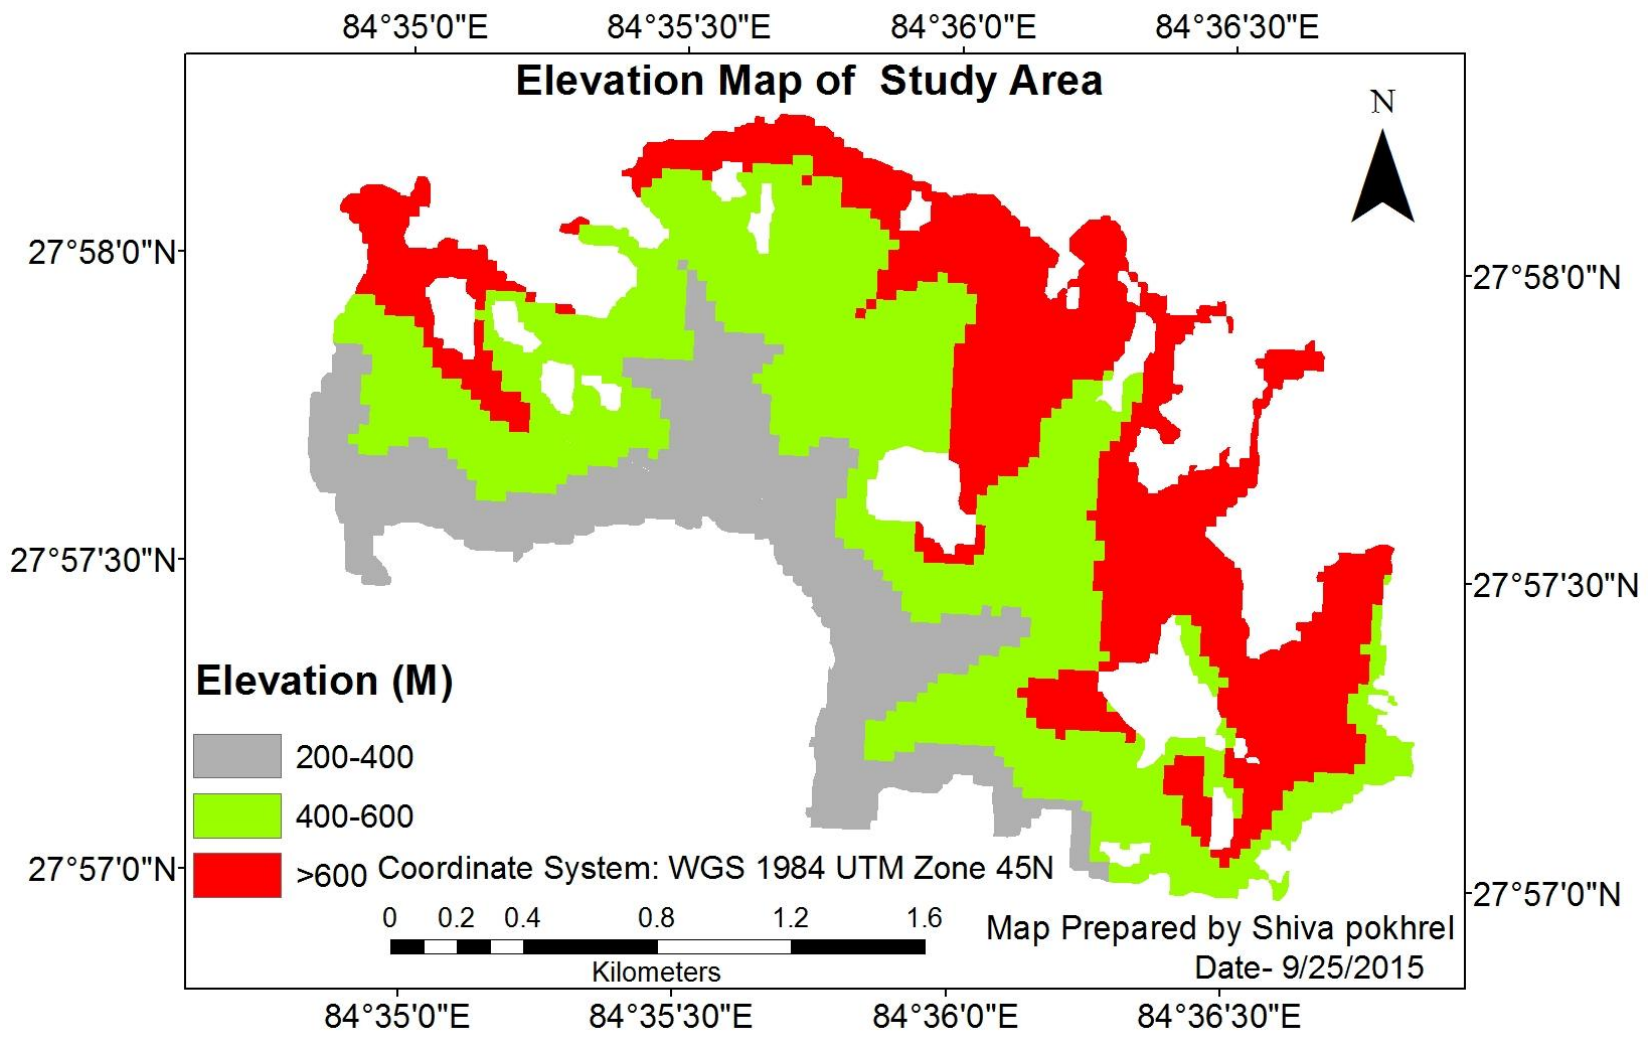 84°35'0"E 84°35'30"E 84°36'0"E 84°36'30"E
Elevation Map of Study Area
N
27°58'0"N 27°58'0"N
27°57'30"N 27°57'30"N
Elevation (M)
200-400
400-600
>600 Coordinate System: WGS 1984 UTM Zone 45N
27°57'0"N 27°57'0"N
0 0.2 0.4 0.8 1.2 1.6
Kilometers
Map Prepared by Shiva pokhrel
Date- 9/25/2015
84°35'0"E 84°35'30"E 84°36'0"E 84°36'30"E